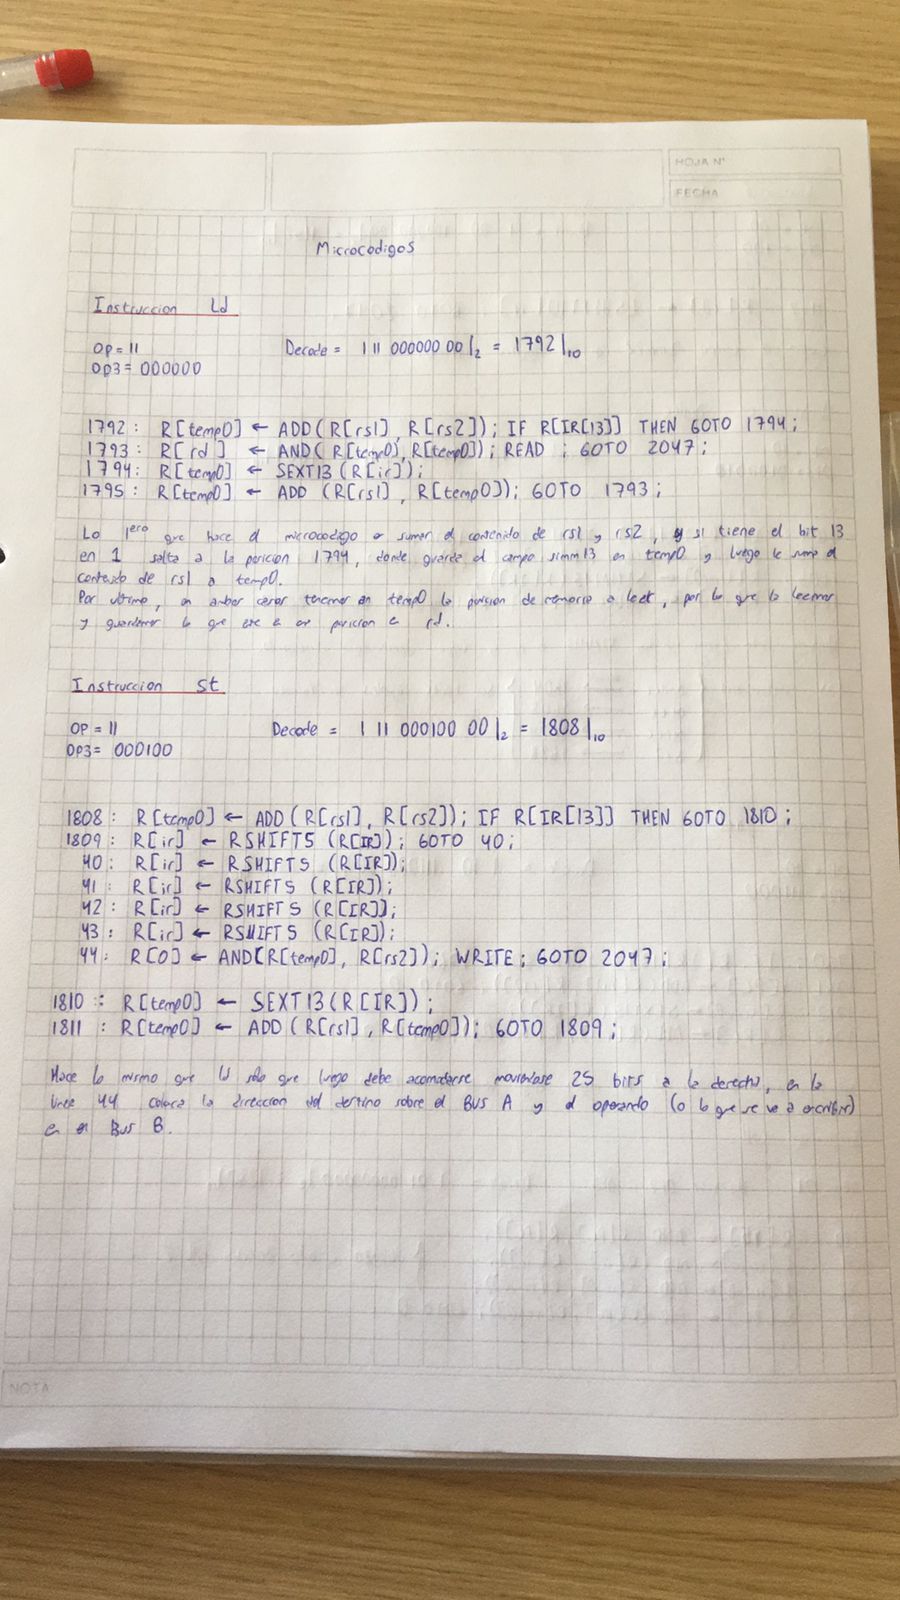 HOJA N°
FECHA
Microcodigos
Instruccion Ld
OP = 11 Decode = 1 11 000000 00|2 = 1792|10
OP3 = 000000
1792: R[temp0] ← ADD(R[rs1], R[rs2]); IF R[IR[13]] THEN GOTO 1794;
1793: R[rd] ← AND(R[temp0], R[temp0]); READ; GOTO 2047;
1794: R[temp0] ← SEXT13(R[ir]);
1795: R[temp0] ← ADD (R[rs1], R[temp0]); GOTO 1793;
Lo 1ero que hace el microcodigo es sumar el contenido de rs1 y rs2, y si tiene el bit 13
en 1 salta a la posicion 1794, donde guarda el campo simm13 en temp0 y luego le suma el
contenido de rs1 a temp0.
Por ultimo, en ambos casos tenemos en temp0 la posicion de memoria a leer, por lo que la leemos
y guardamos lo que este en posicion a rd.
Instruccion st
OP = 11 Decode = 1 11 000100 00|2 = 1808|10
OP3 = 000100
1808: R[temp0] ← ADD(R[rs1], R[rs2]); IF R[IR[13]] THEN GOTO 1810;
1809: R[ir] ← RSHIFT5 (R[IR]); GOTO 40;
40: R[ir] ← RSHIFT5 (R[IR]);
41: R[ir] ← RSHIFT5 (R[IR]);
42: R[ir] ← RSHIFT5 (R[IR]);
43: R[ir] ← RSHIFT5 (R[IR]);
44: R[0] ← AND(R[temp0], R[rs2]); WRITE; GOTO 2047;
1810: R[temp0] ← SEXT13(R[IR]);
1811: R[temp0] ← ADD(R[rs1], R[temp0]); GOTO 1809;
Hace lo mismo que ld solo que luego debe acomodarse moviendose 25 bits a la derecha, en la
linea 44 coloca la direccion del destino sobre el BUS A y el operando (o lo que se va a escribir)
en el Bus B.
NOTA